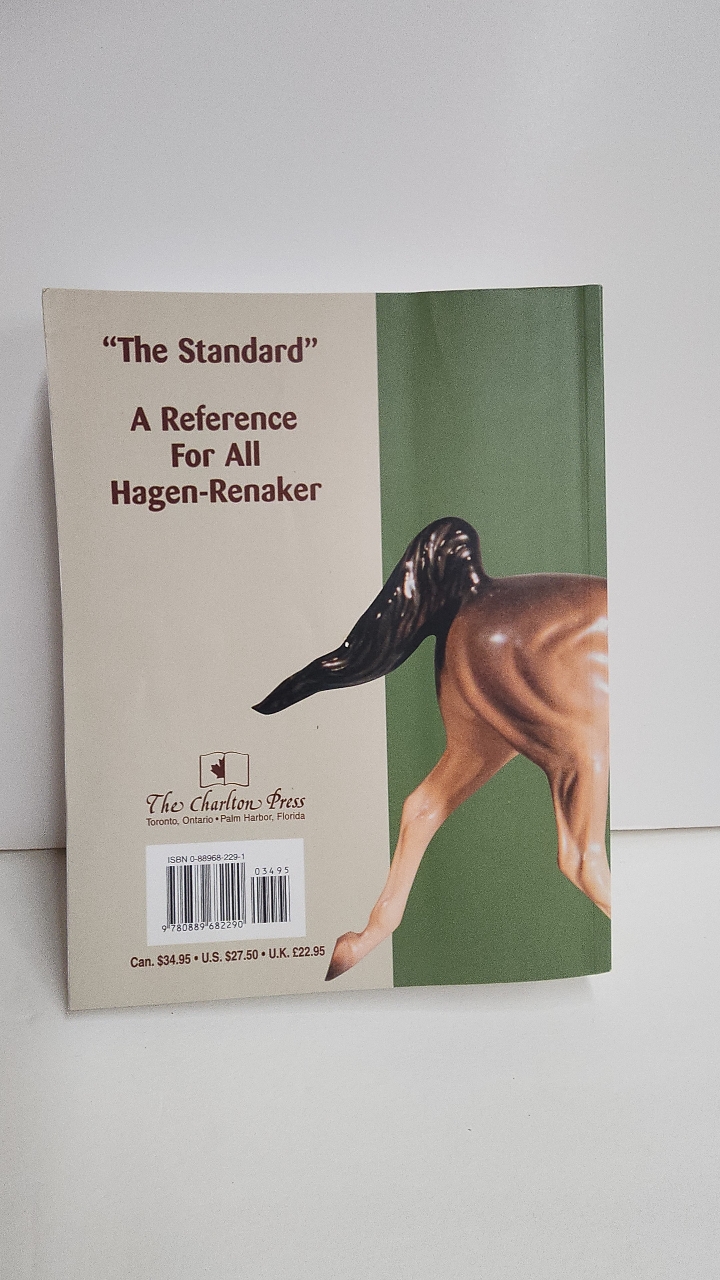 “The Standard”
A Reference
For All
Hagen-Renaker
The Charlton Press
Toronto, Ontario • Palm Harbor, Florida
ISBN 0-88968-229-1
03495
9 780889 682290
Can. $34.95 • U.S. $27.50 • U.K. £22.95